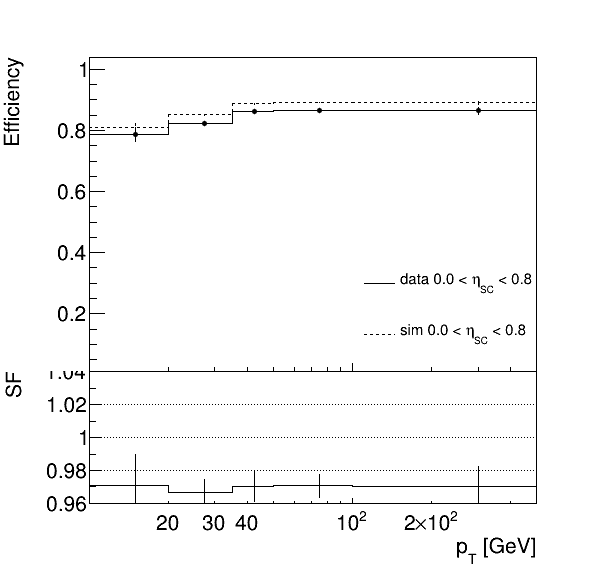 Efficiency
1
0.8
0.6
0.4
0.2
data 0.0 < η_SC < 0.8
sim 0.0 < η_SC < 0.8
SF
1.04
1.02
1
0.98
0.96
20 30 40 10² 2×10²
p_T [GeV]